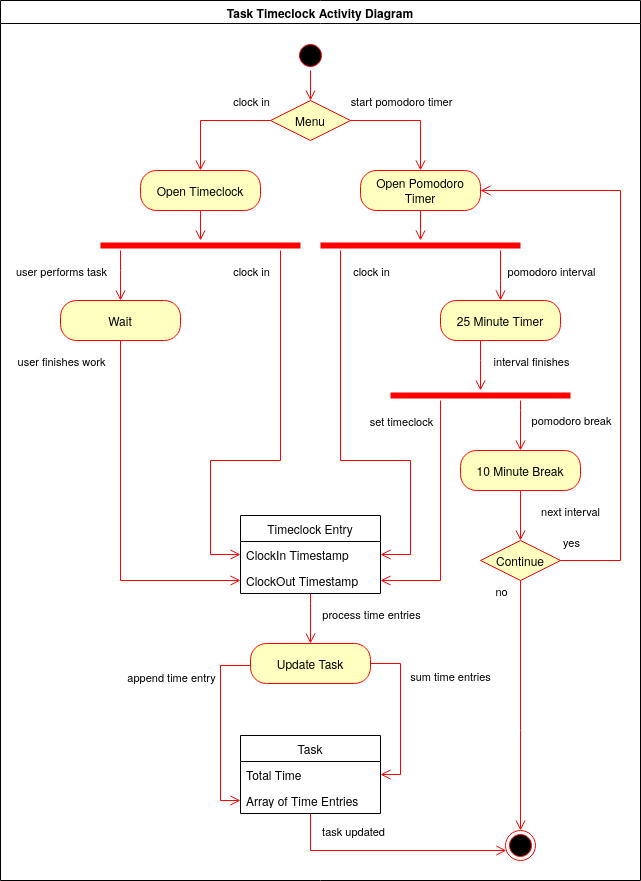 Task Timeclock Activity Diagram
clock in
start pomodoro timer
Menu
Open Timeclock
Open Pomodoro
Timer
user performs task
clock in
clock in
pomodoro interval
Wait
25 Minute Timer
user finishes work
interval finishes
set timeclock
pomodoro break
10 Minute Break
next interval
Timeclock Entry
yes
ClockIn Timestamp
Continue
ClockOut Timestamp
no
process time entries
Update Task
append time entry
sum time entries
Task
Total Time
Array of Time Entries
task updated